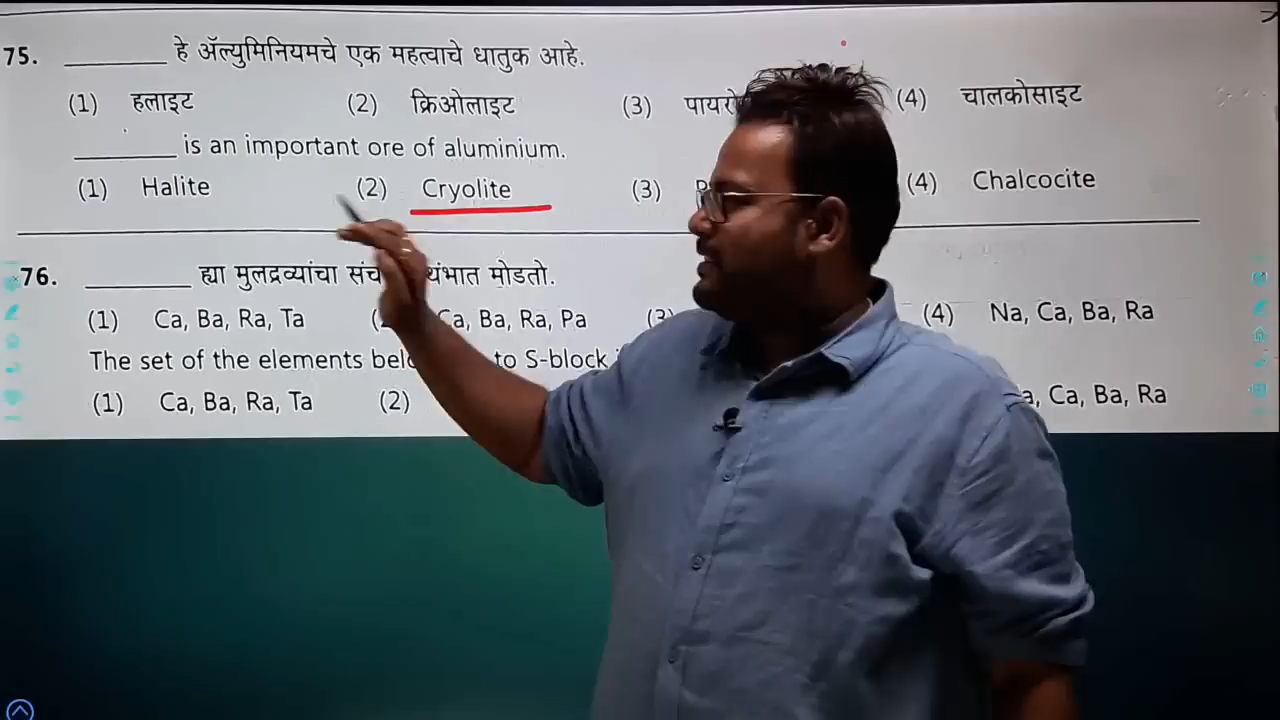 75. ________ हे ॲल्युमिनियमचे एक महत्वाचे धातुक आहे.
(1) हलाइट (2) क्रिओलाइट (3) (4) चालकोसाइट
________ is an important ore of aluminium.
(1) Halite (2) Cryolite (3) (4) Chalcocite
76. ________ ह्या मुलद्रव्यांचा मोडतो.
(1) Ca, Ba, Ra, Ta Ca, Ba, Ra, Pa (3) (4) Na, Ca, Ba, Ra
The set of the elements to S-block
(1) Ca, Ba, Ra, Ta (2) Ca, Ba, Ra